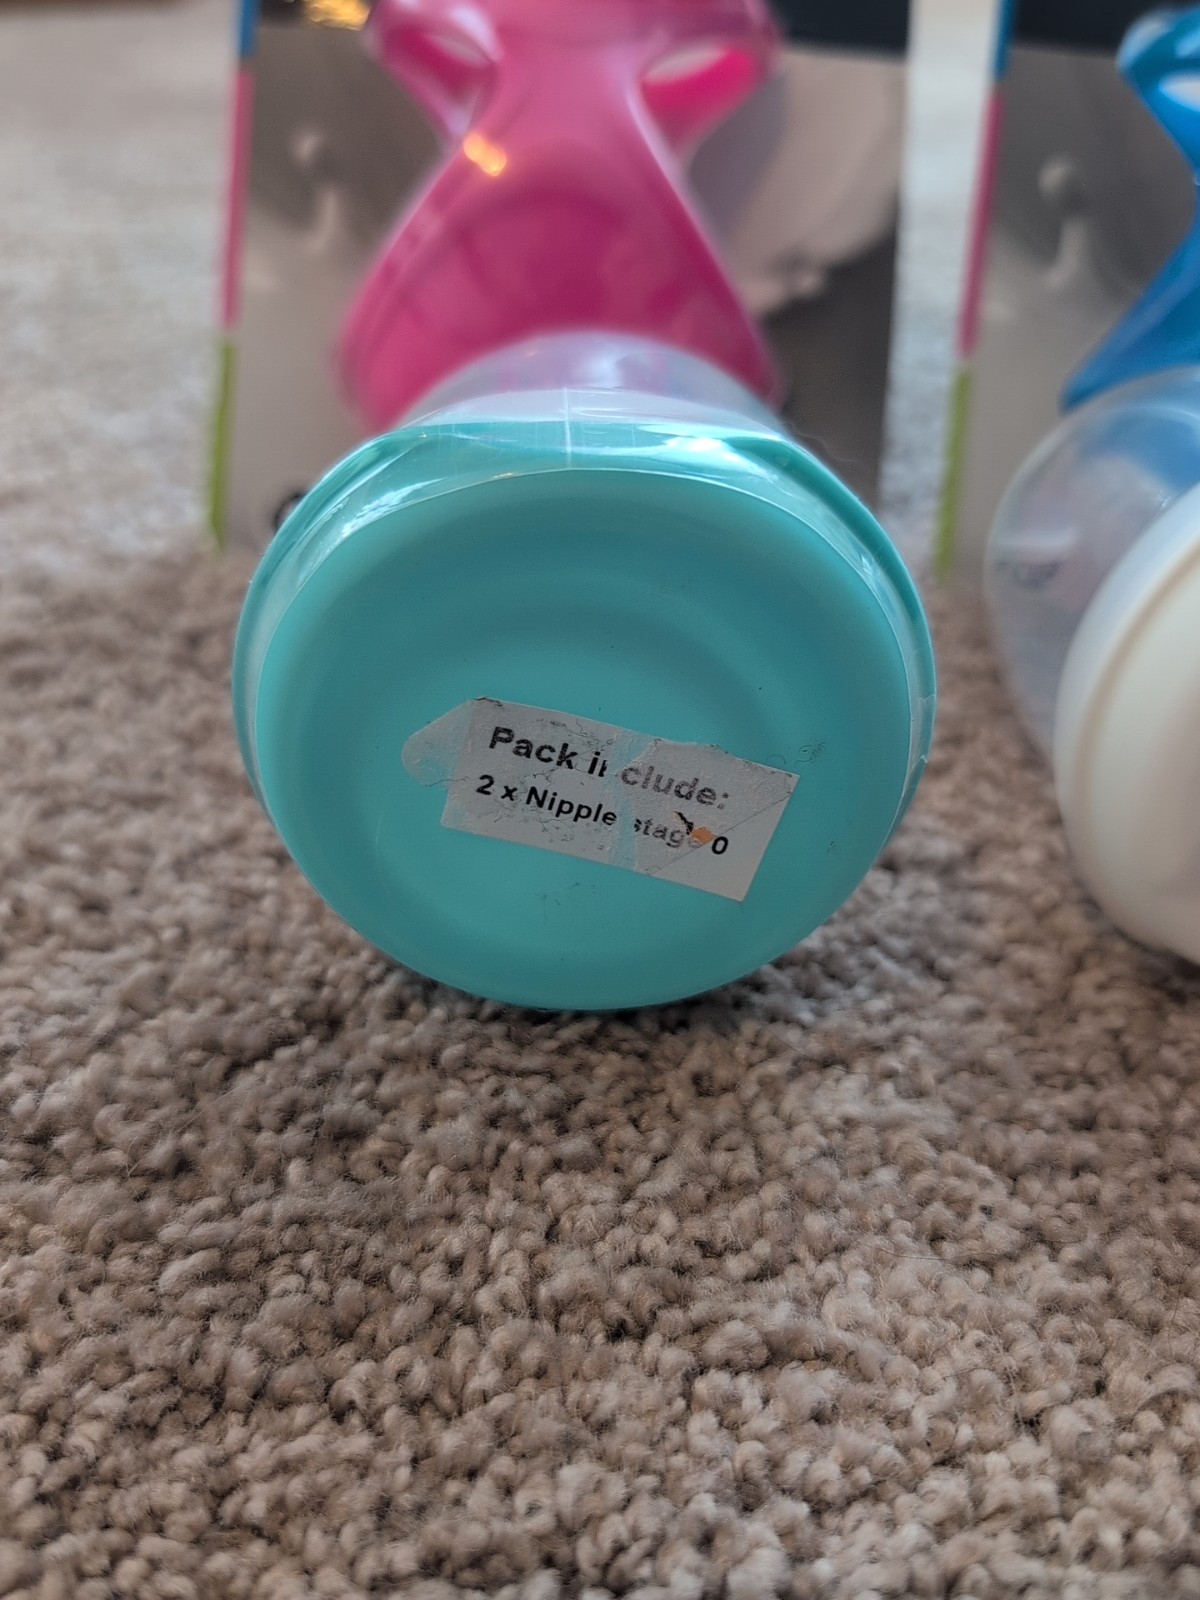 Pack include:
2 x Nipple stage 0